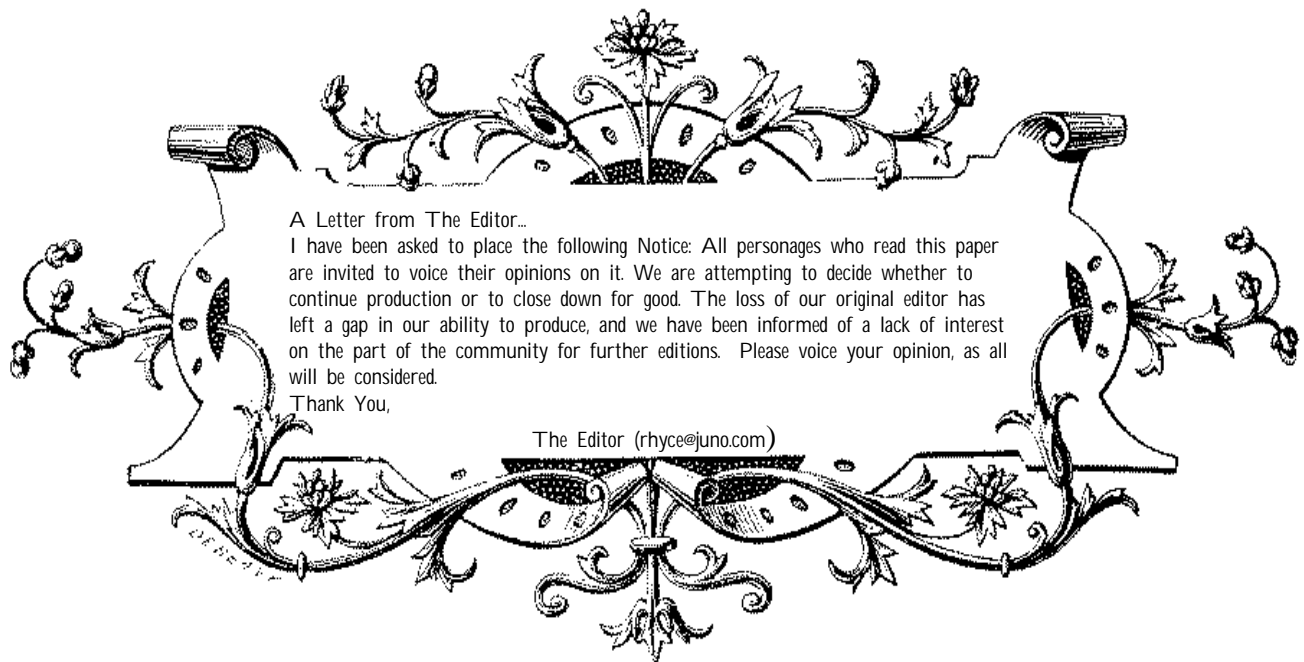 A Letter from The Editor...
I have been asked to place the following Notice: All personages who read this paper
are invited to voice their opinions on it. We are attempting to decide whether to
continue production or to close down for good. The loss of our original editor has
left a gap in our ability to produce, and we have been informed of a lack of interest
on the part of the community for further editions. Please voice your opinion, as all
will be considered.
Thank You,
The Editor (rhyce@juno.com)